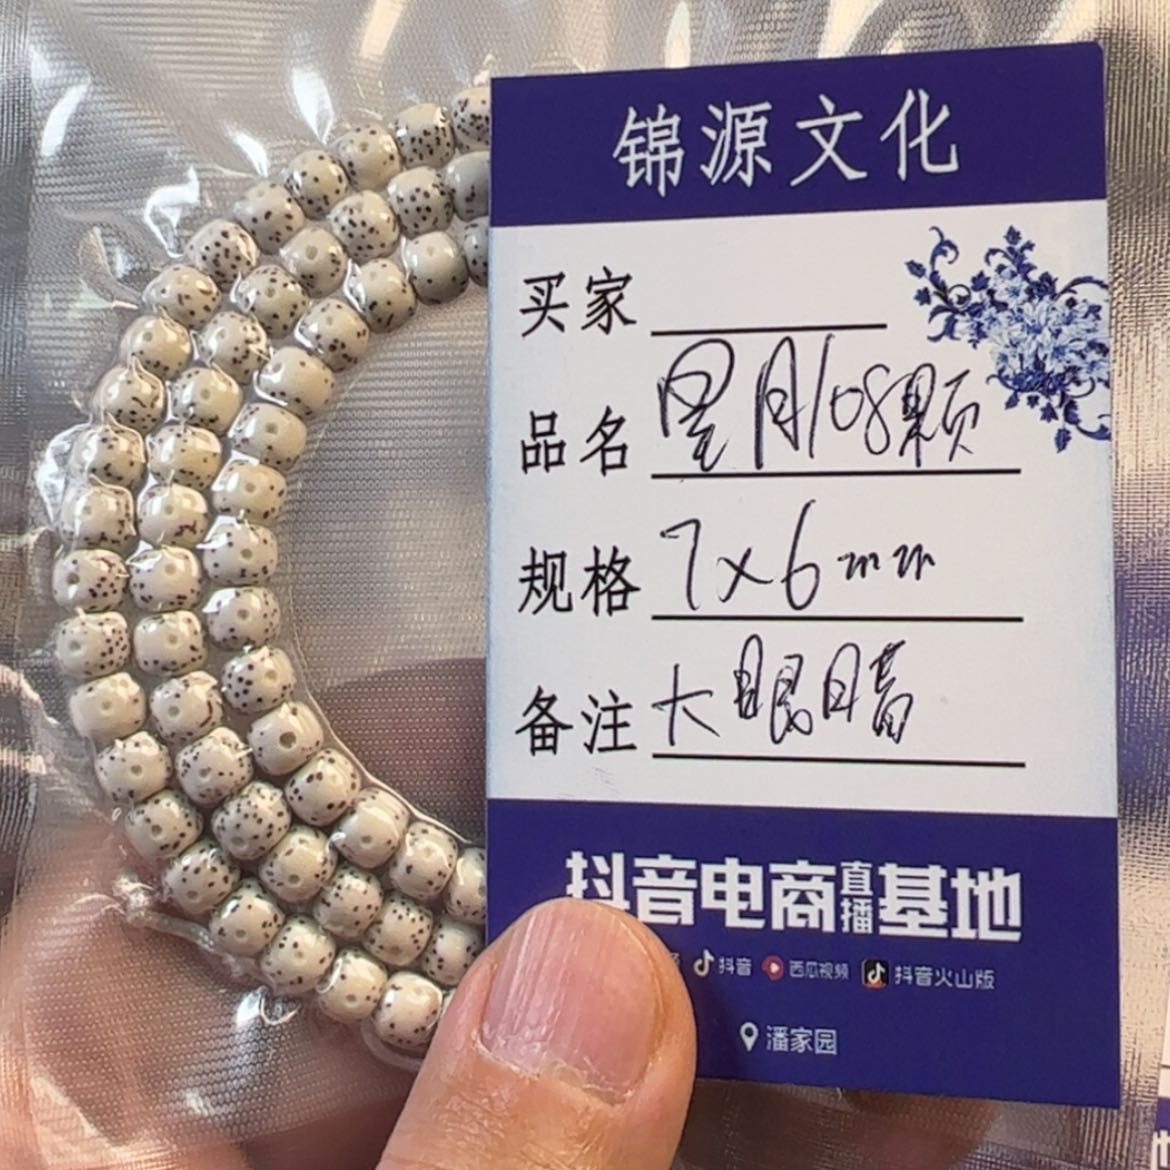 锦源文化
买家
品名 星月108颗
规格 7×6mm
备注 大眼睛
抖音电商直播基地
抖音 西瓜视频 抖音火山版
潘家园